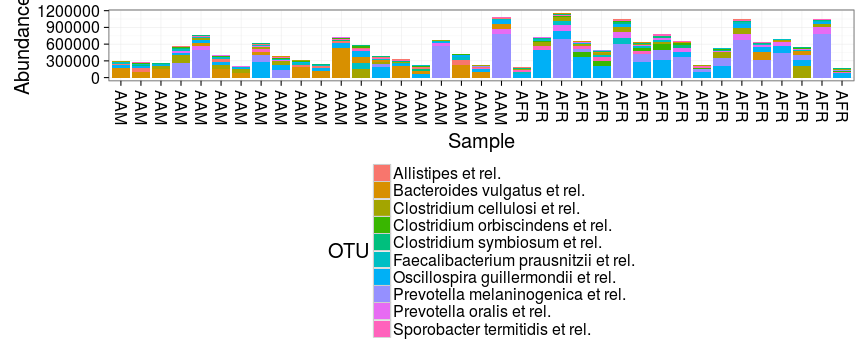 Abundance
1200000
900000
600000
300000
0
AAM AAM AAM AAM AAM AAM AAM AAM AAM AAM AAM AAM AAM AAM AAM AAM AAM AAM AAM AAM AFR AFR AFR AFR AFR AFR AFR AFR AFR AFR AFR AFR AFR AFR AFR AFR AFR
Sample
OTU
Allistipes et rel.
Bacteroides vulgatus et rel.
Clostridium cellulosi et rel.
Clostridium orbiscindens et rel.
Clostridium symbiosum et rel.
Faecalibacterium prausnitzii et rel.
Oscillospira guillermondii et rel.
Prevotella melaninogenica et rel.
Prevotella oralis et rel.
Sporobacter termitidis et rel.